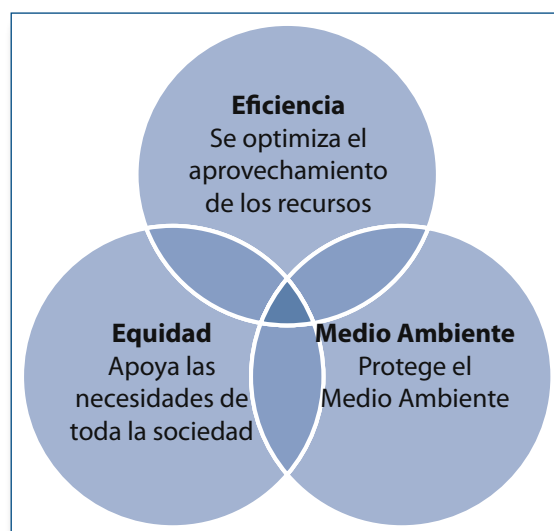 Eficiencia
Se optimiza el
aprovechamiento
de los recursos
Equidad
Apoya las
necesidades de
toda la sociedad
Medio Ambiente
Protege el
Medio Ambiente